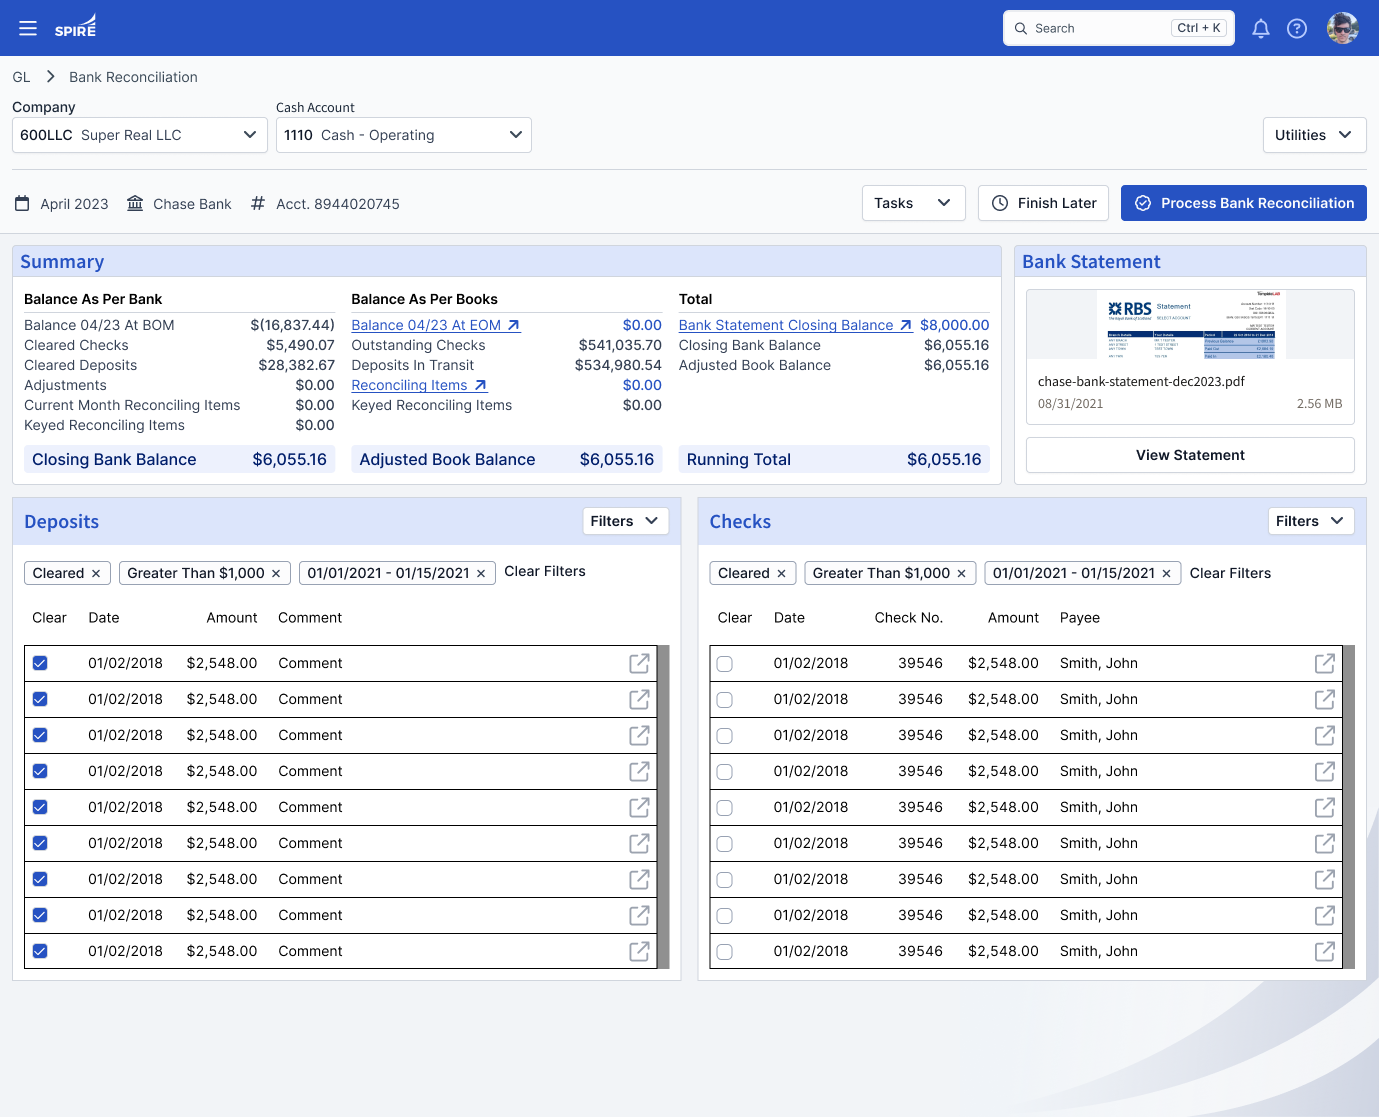 SPIRE
Search Ctrl + K
GL Bank Reconciliation
Company
600LLC Super Real LLC
Cash Account
1110 Cash - Operating
Utilities
April 2023 Chase Bank Acct. 8944020745
Tasks
Finish Later
Process Bank Reconciliation
Summary
Balance As Per Bank
Balance 04/23 At BOM $(16,837.44)
Cleared Checks $5,490.07
Cleared Deposits $28,382.67
Adjustments $0.00
Current Month Reconciling Items $0.00
Keyed Reconciling Items $0.00
Closing Bank Balance $6,055.16
Balance As Per Books
Balance 04/23 At EOM $0.00
Outstanding Checks $541,035.70
Deposits In Transit $534,980.54
Reconciling Items $0.00
Keyed Reconciling Items $0.00
Adjusted Book Balance $6,055.16
Total
Bank Statement Closing Balance $8,000.00
Closing Bank Balance $6,055.16
Adjusted Book Balance $6,055.16
Running Total $6,055.16
Bank Statement
RBS
Statement
chase-bank-statement-dec2023.pdf
08/31/2021 2.56 MB
View Statement
Deposits
Filters
Cleared × Greater Than $1,000 × 01/01/2021 - 01/15/2021 × Clear Filters
Clear Date Amount Comment
01/02/2018 $2,548.00 Comment
01/02/2018 $2,548.00 Comment
01/02/2018 $2,548.00 Comment
01/02/2018 $2,548.00 Comment
01/02/2018 $2,548.00 Comment
01/02/2018 $2,548.00 Comment
01/02/2018 $2,548.00 Comment
01/02/2018 $2,548.00 Comment
01/02/2018 $2,548.00 Comment
Checks
Filters
Cleared × Greater Than $1,000 × 01/01/2021 - 01/15/2021 × Clear Filters
Clear Date Check No. Amount Payee
01/02/2018 39546 $2,548.00 Smith, John
01/02/2018 39546 $2,548.00 Smith, John
01/02/2018 39546 $2,548.00 Smith, John
01/02/2018 39546 $2,548.00 Smith, John
01/02/2018 39546 $2,548.00 Smith, John
01/02/2018 39546 $2,548.00 Smith, John
01/02/2018 39546 $2,548.00 Smith, John
01/02/2018 39546 $2,548.00 Smith, John
01/02/2018 39546 $2,548.00 Smith, John